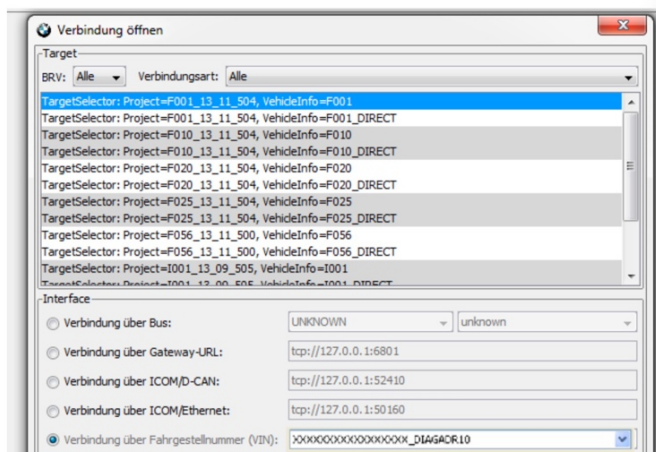 Verbindung öffnen
Target
BRV: Alle Verbindungsart: Alle
TargetSelector: Project=F001_13_11_504, VehicleInfo=F001
TargetSelector: Project=F001_13_11_504, VehicleInfo=F001_DIRECT
TargetSelector: Project=F010_13_11_504, VehicleInfo=F010
TargetSelector: Project=F010_13_11_504, VehicleInfo=F010_DIRECT
TargetSelector: Project=F020_13_11_504, VehicleInfo=F020
TargetSelector: Project=F020_13_11_504, VehicleInfo=F020_DIRECT
TargetSelector: Project=F025_13_11_504, VehicleInfo=F025
TargetSelector: Project=F025_13_11_504, VehicleInfo=F025_DIRECT
TargetSelector: Project=F056_13_11_500, VehicleInfo=F056
TargetSelector: Project=F056_13_11_500, VehicleInfo=F056_DIRECT
TargetSelector: Project=I001_13_09_505, VehicleInfo=I001
TargetSelector: Project=I001_13_09_505, VehicleInfo=I001_DIRECT
Interface
Verbindung über Bus: UNKNOWN unknown
Verbindung über Gateway-URL: tcp://127.0.0.1:6801
Verbindung über ICOM/D-CAN: tcp://127.0.0.1:52410
Verbindung über ICOM/Ethernet: tcp://127.0.0.1:50160
Verbindung über Fahrgestellnummer (VIN): XXXXXXXXXXXXXXXXX_DIAGADR10